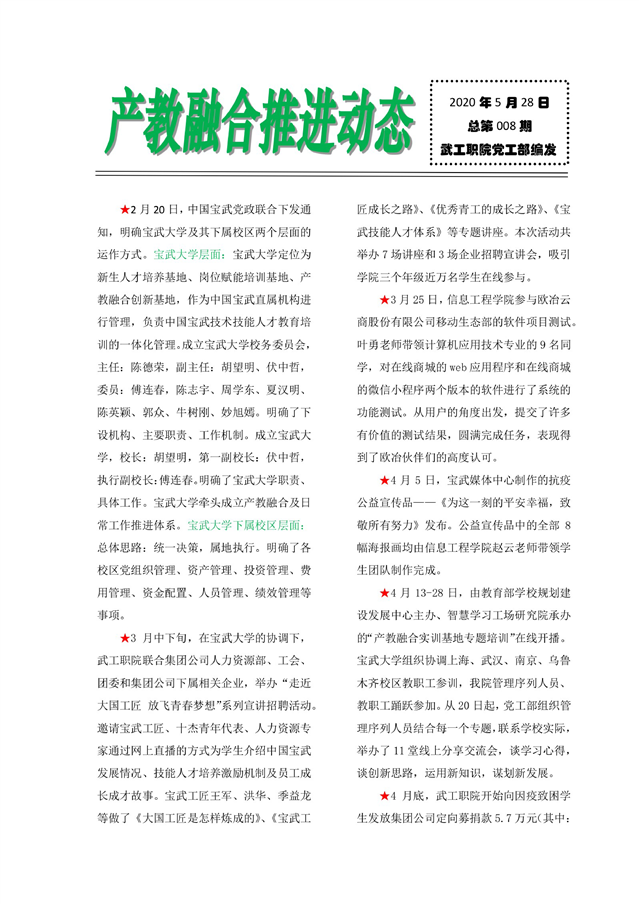 产教融合推进动态
2020 年 5 月 28 日
总第 008 期
武工职院党工部编发
★2 月 20 日，中国宝武党政联合下发通
知，明确宝武大学及其下属校区两个层面的
运作方式。宝武大学层面：宝武大学定位为
新生人才培养基地、岗位赋能培训基地、产
教融合创新基地，作为中国宝武直属机构进
行管理，负责中国宝武技术技能人才教育培
训的一体化管理。成立宝武大学校务委员会，
主任：陈德荣，副主任：胡望明、伏中哲，
委员：傅连春，陈志宇、周学东、夏汉明、
陈英颖、郭众、牛树刚、妙旭嫣。明确了下
设机构、主要职责、工作机制。成立宝武大
学，校长：胡望明，第一副校长：伏中哲，
执行副校长：傅连春。明确了宝武大学职责、
具体工作。宝武大学牵头成立产教融合及日
常工作推进体系。宝武大学下属校区层面：
总体思路：统一决策，属地执行。明确了各
校区党组织管理、资产管理、投资管理、费
用管理、资金配置、人员管理、绩效管理等
事项。
★3 月中下旬，在宝武大学的协调下，
武工职院联合集团公司人力资源部、工会、
团委和集团公司下属相关企业，举办“走近
大国工匠 放飞青春梦想”系列宣讲招聘活动。
邀请宝武工匠、十杰青年代表、人力资源专
家通过网上直播的方式为学生介绍中国宝武
发展情况、技能人才培养激励机制及员工成
长成才故事。宝武工匠王军、洪华、季益龙
等做了《大国工匠是怎样炼成的》、《宝武工
匠成长之路》、《优秀青工的成长之路》、《宝
武技能人才体系》等专题讲座。本次活动共
举办 7 场讲座和 3 场企业招聘宣讲会，吸引
学院三个年级近万名学生在线参与。
★3 月 25 日，信息工程学院参与欧冶云
商股份有限公司移动生态部的软件项目测试。
叶勇老师带领计算机应用技术专业的 9 名同
学，对在线商城的 web 应用程序和在线商城
的微信小程序两个版本的软件进行了系统的
功能测试。从用户的角度出发，提交了许多
有价值的测试结果，圆满完成任务，表现得
到了欧冶伙伴们的高度认可。
★4 月 5 日，宝武媒体中心制作的抗疫
公益宣传品——《为这一刻的平安幸福，致
敬所有努力》发布。公益宣传品中的全部 8
幅海报画均由信息工程学院赵云老师带领学
生团队制作完成。
★4 月 13-28 日，由教育部学校规划建
设发展中心主办、智慧学习工场研究院承办
的“产教融合实训基地专题培训”在线开播。
宝武大学组织协调上海、武汉、南京、乌鲁
木齐校区教职工参训，我院管理序列人员、
教职工踊跃参加。从 20 日起，党工部组织管
理序列人员结合每一个专题，联系学校实际，
举办了 11 堂线上分享交流会，谈学习心得，
谈创新思路，运用新知识，谋划新发展。
★4 月底，武工职院开始向因疫致困学
生发放集团公司定向募捐款 5.7 万元（其中：